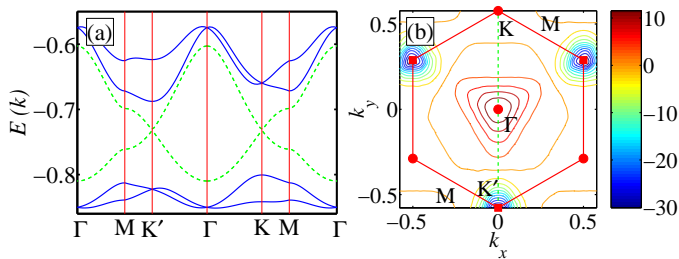 (a)
E (k)
−0.6
−0.7
−0.8
Γ M K′ Γ K M Γ
(b)
k_y
0.5
0
−0.5
−0.5 0 0.5
k_x
K M
Γ
M K′ M
10
0
−10
−20
−30